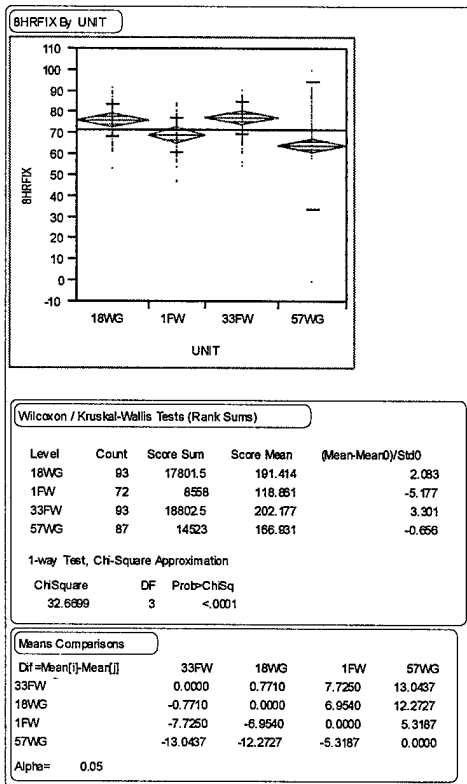 8HRFIX By UNIT
110
100
90
80
70
60
50
40
30
20
10
0
-10
8HRFIX
18WG 1FW 33FW 57WG
UNIT
Wilcoxon / Kruskal-Wallis Tests (Rank Sums)
Level Count Score Sum Score Mean (Mean-Mean0)/Std0
18WG 93 17801.5 191.414 2.083
1FW 72 8558 118.861 -5.177
33FW 93 18802.5 202.177 3.301
57WG 87 14523 166.931 -0.656
1-way Test, Chi-Square Approximation
ChiSquare DF Prob>ChiSq
32.6699 3 <.0001
Means Comparisons
Dif=Mean[i]-Mean[j] 33FW 18WG 1FW 57WG
33FW 0.0000 0.7710 7.7250 13.0437
18WG -0.7710 0.0000 6.9540 12.2727
1FW -7.7250 -6.9540 0.0000 5.3187
57WG -13.0437 -12.2727 -5.3187 0.0000
Alpha= 0.05